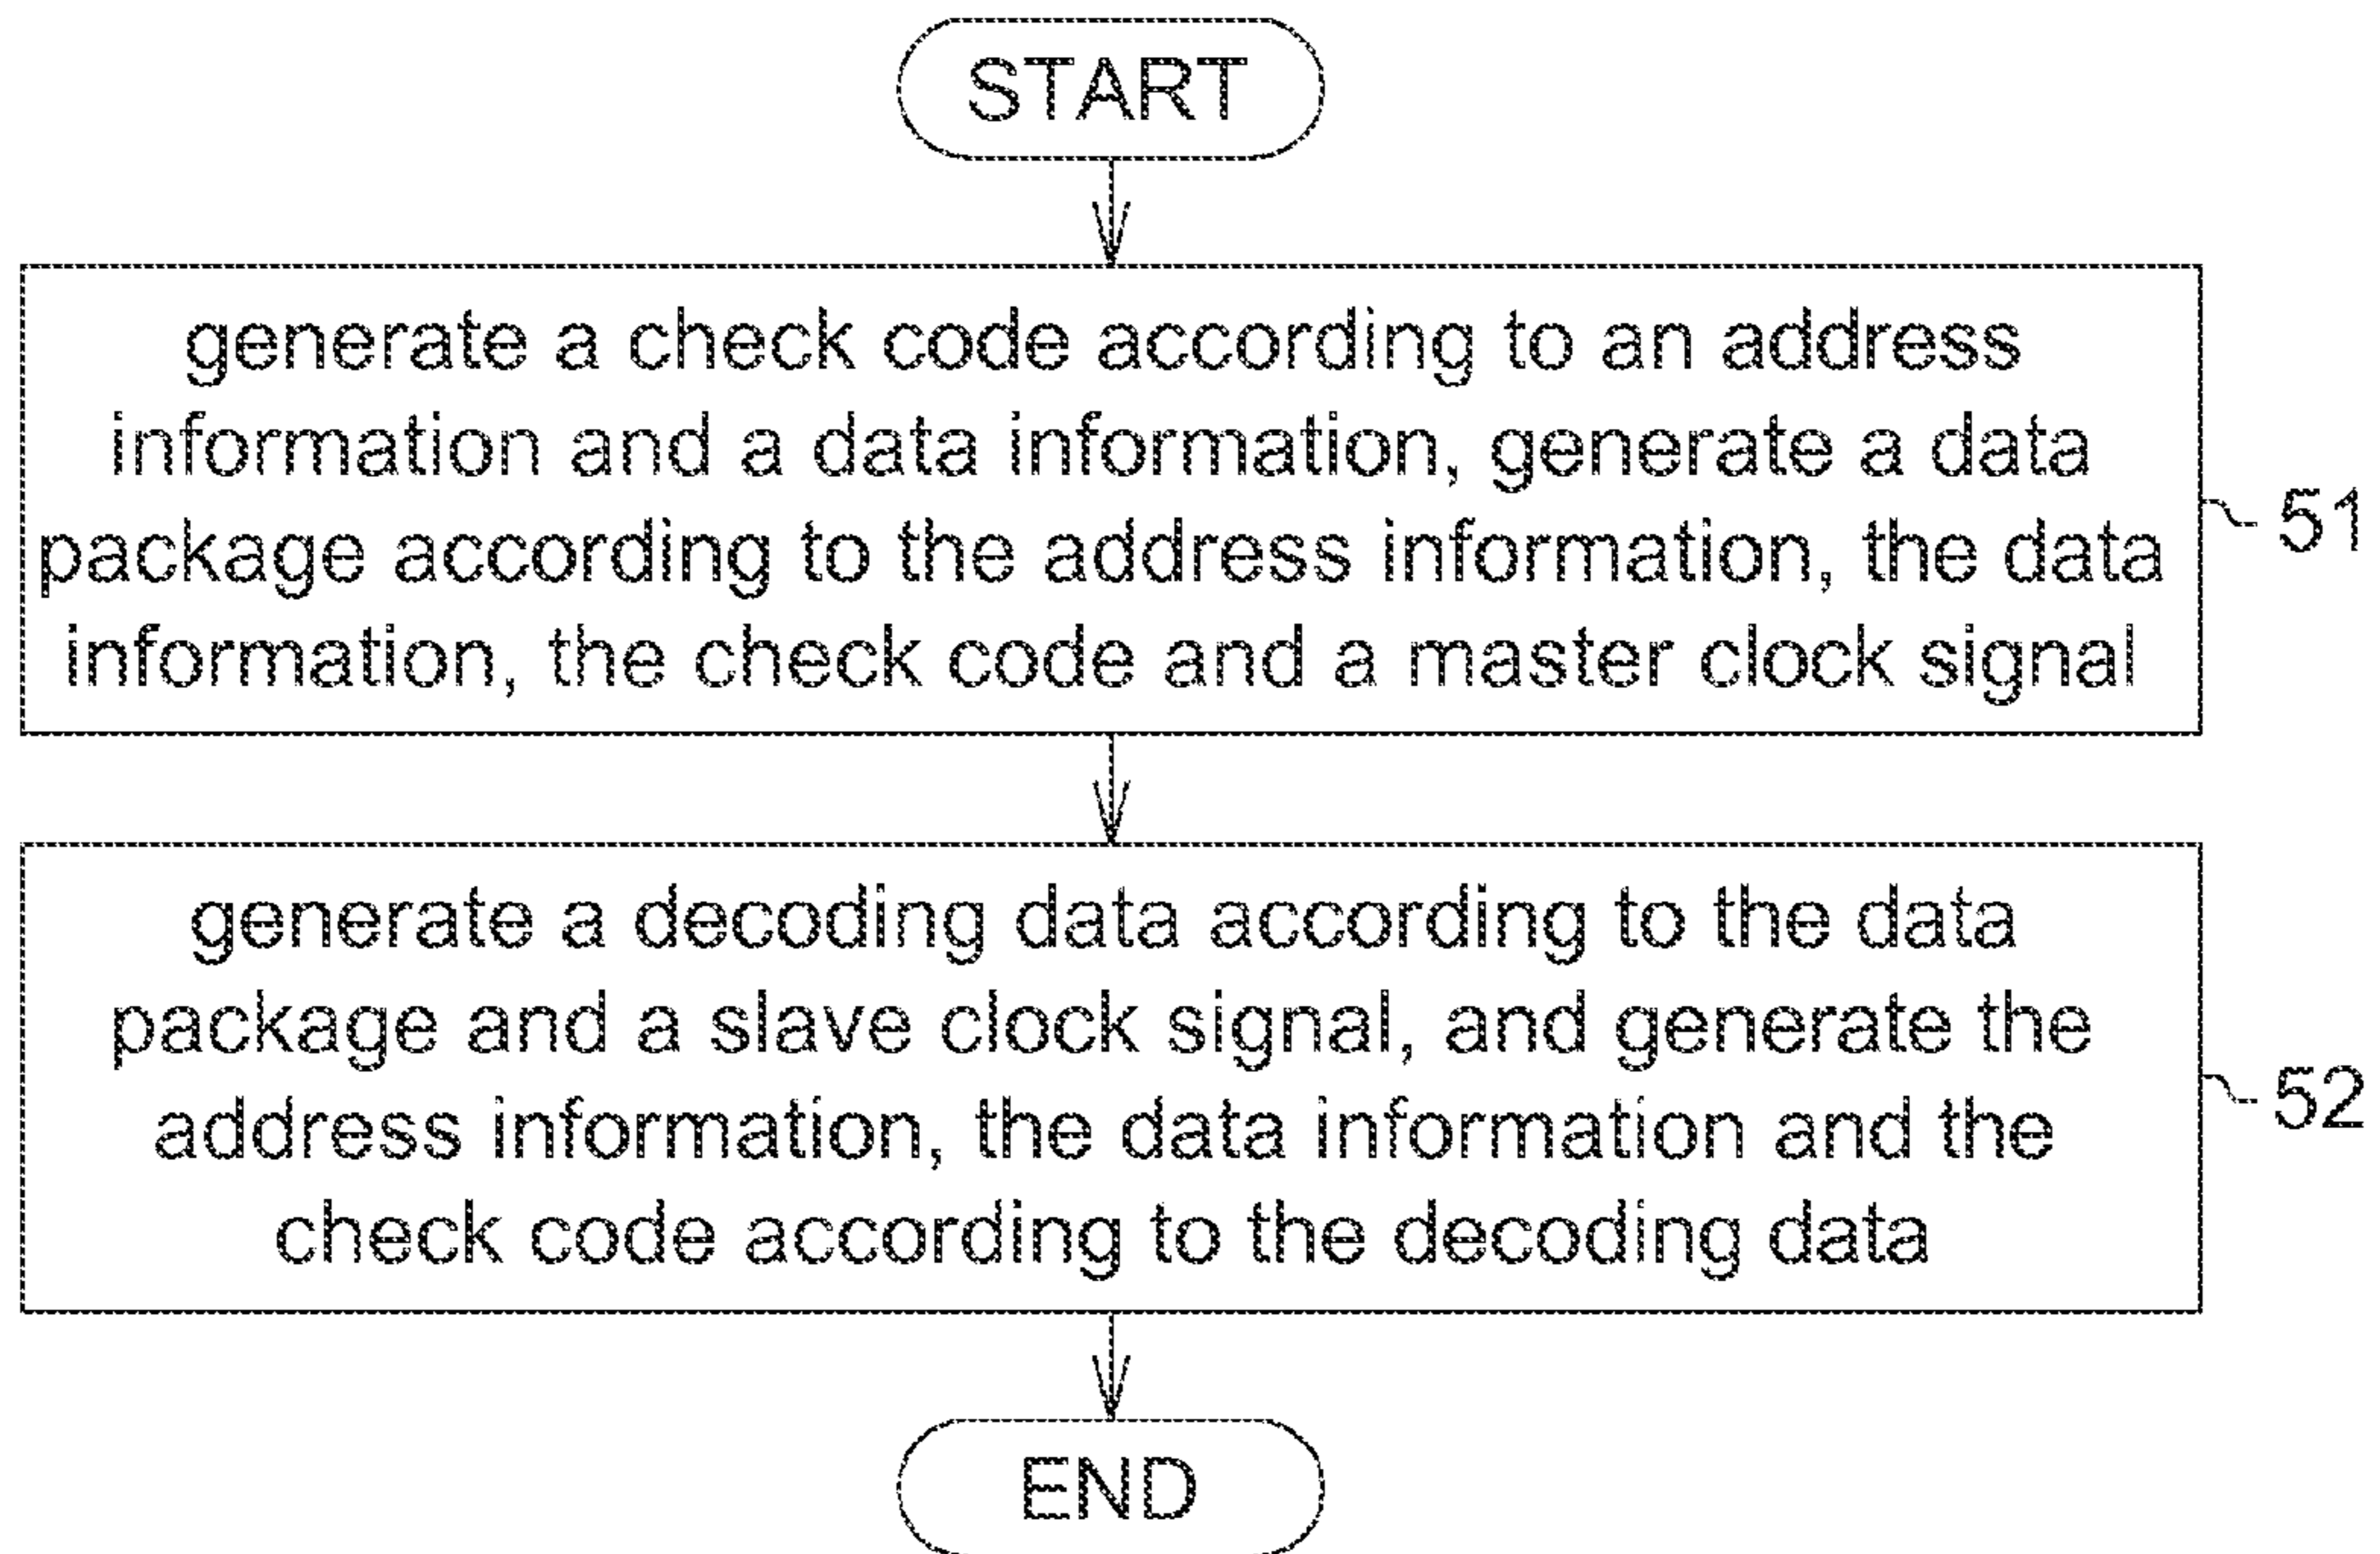 START
generate a check code according to an address
information and a data information, generate a data
package according to the address information, the data
information, the check code and a master clock signal
51
generate a decoding data according to the data
package and a slave clock signal, and generate the
address information, the data information and the
check code according to the decoding data
52
END